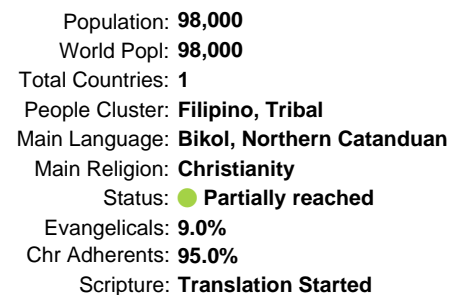 Population: 98,000
World Popl: 98,000
Total Countries: 1
People Cluster: Filipino, Tribal
Main Language: Bikol, Northern Catanduan
Main Religion: Christianity
Status: Partially reached
Evangelicals: 9.0%
Chr Adherents: 95.0%
Scripture: Translation Started